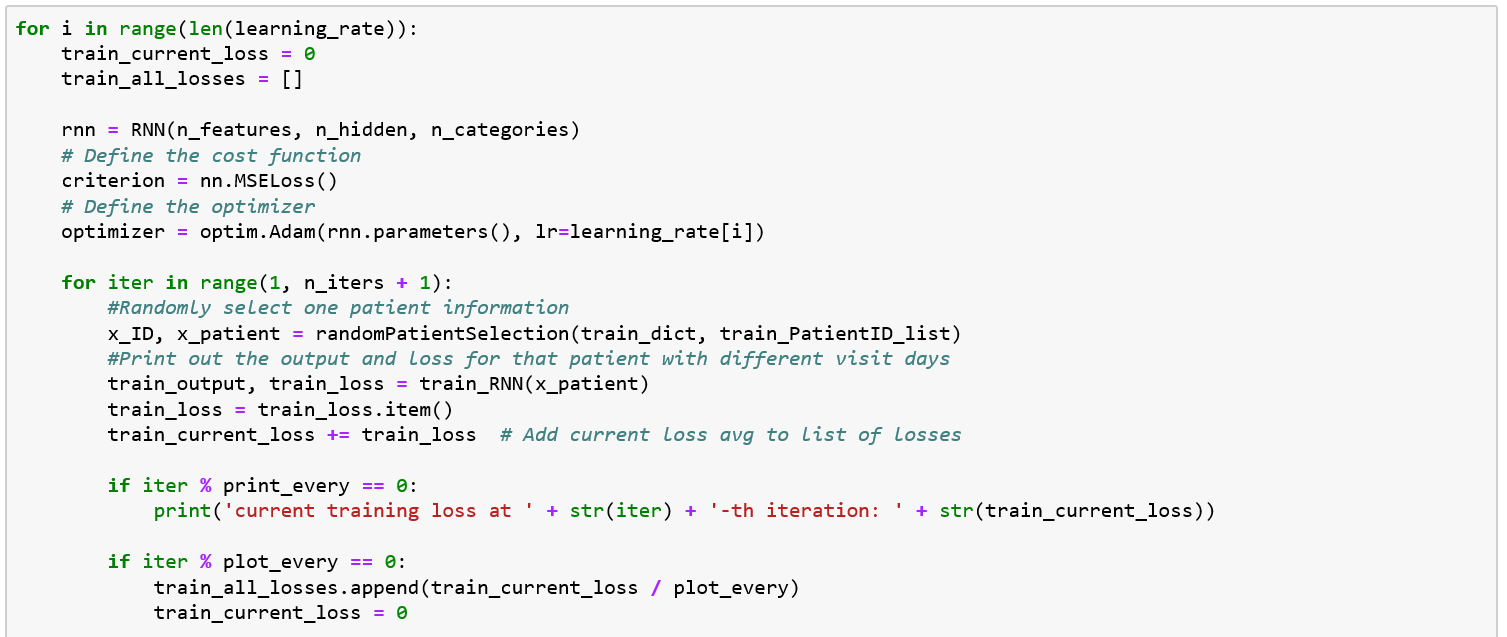 for i in range(len(learning_rate)):
    train_current_loss = 0
    train_all_losses = []

    rnn = RNN(n_features, n_hidden, n_categories)
    # Define the cost function
    criterion = nn.MSELoss()
    # Define the optimizer
    optimizer = optim.Adam(rnn.parameters(), lr=learning_rate[i])

    for iter in range(1, n_iters + 1):
        #Randomly select one patient information
        x_ID, x_patient = randomPatientSelection(train_dict, train_PatientID_list)
        #Print out the output and loss for that patient with different visit days
        train_output, train_loss = train_RNN(x_patient)
        train_loss = train_loss.item()
        train_current_loss += train_loss  # Add current loss avg to list of losses

        if iter % print_every == 0:
            print('current training loss at ' + str(iter) + '-th iteration: ' + str(train_current_loss))

        if iter % plot_every == 0:
            train_all_losses.append(train_current_loss / plot_every)
            train_current_loss = 0